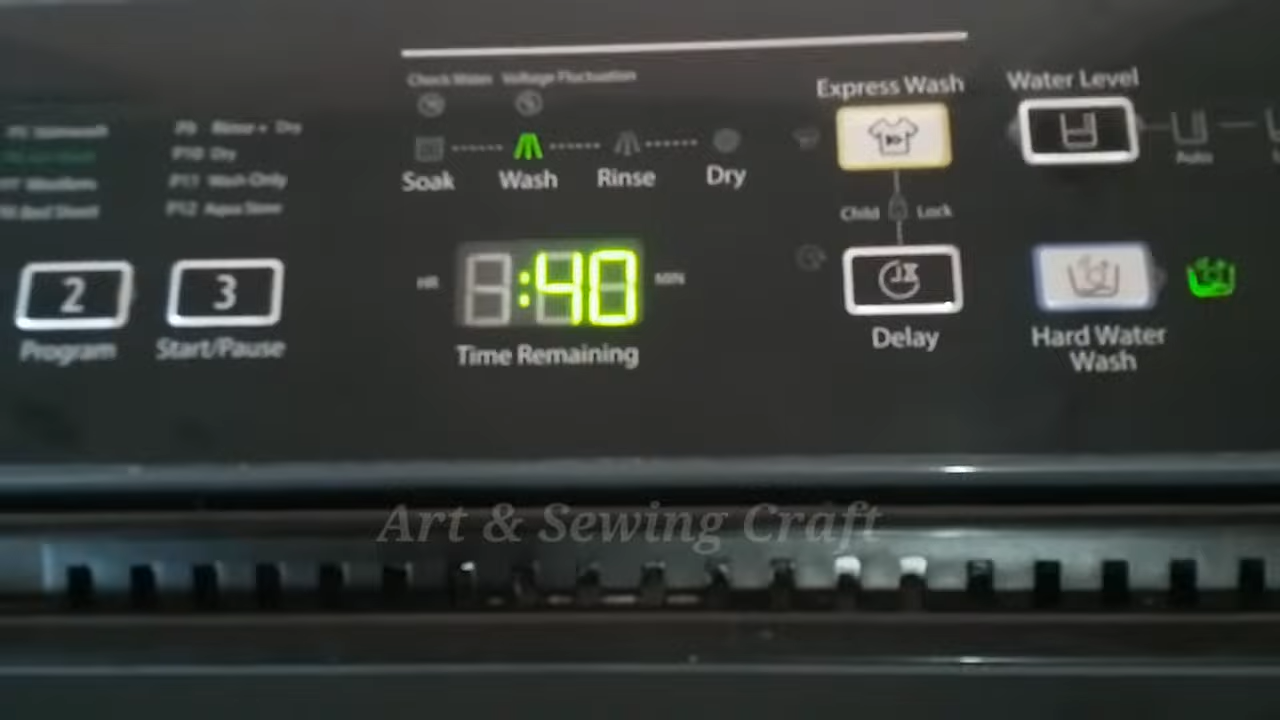 Check Water Voltage Fluctuation
Express Wash
Water Level
P9 Rinse + Dry
P10 Dry
P11 Wash Only
P12 Aqua Store
Soak Wash Rinse Dry
Auto
Child Lock
2
3
HR :40 MIN
Program
Start/Pause
Time Remaining
Delay
Hard Water
Wash
Art & Sewing Craft